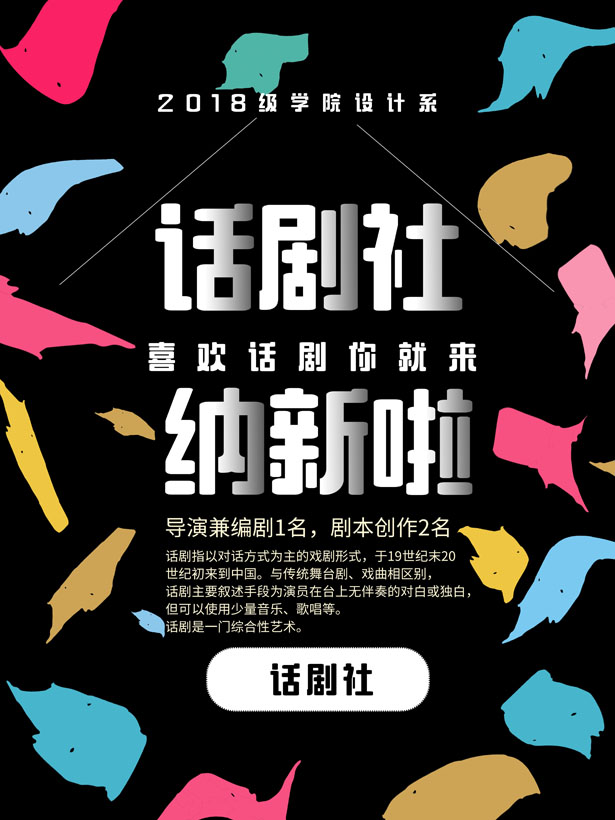 2018级学院设计系
话剧社
喜欢话剧你就来
纳新啦
导演兼编剧1名，剧本创作2名
话剧指以对话方式为主的戏剧形式，于19世纪末20
世纪初来到中国。与传统舞台剧、戏曲相区别，
话剧主要叙述手段为演员在台上无伴奏的对白或独白，
但可以使用少量音乐、歌唱等。
话剧是一门综合性艺术。
话剧社